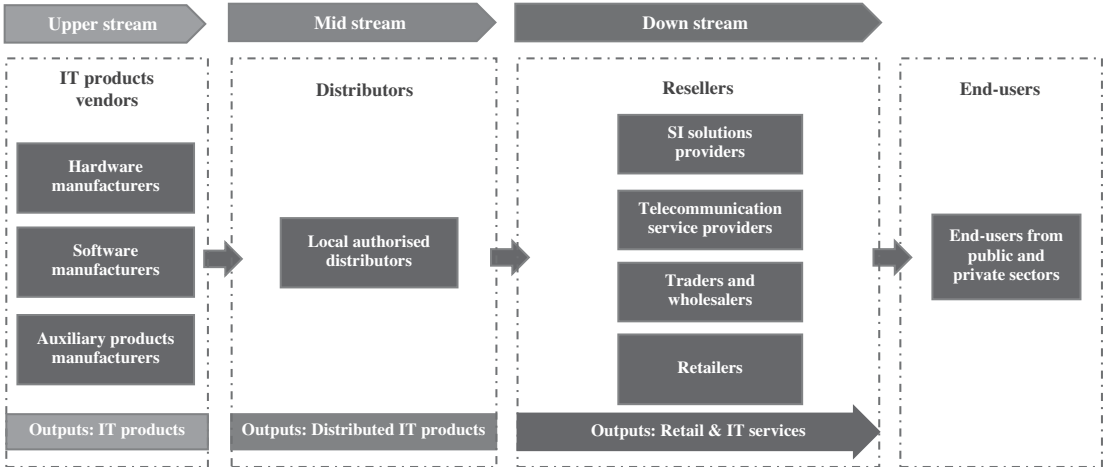 Upper stream
Mid stream
Down stream
IT products
vendors
Hardware
manufacturers
Software
manufacturers
Auxiliary products
manufacturers
Outputs: IT products
Distributors
Local authorised
distributors
Outputs: Distributed IT products
Resellers
SI solutions
providers
Telecommunication
service providers
Traders and
wholesalers
Retailers
Outputs: Retail & IT services
End-users
End-users from
public and
private sectors